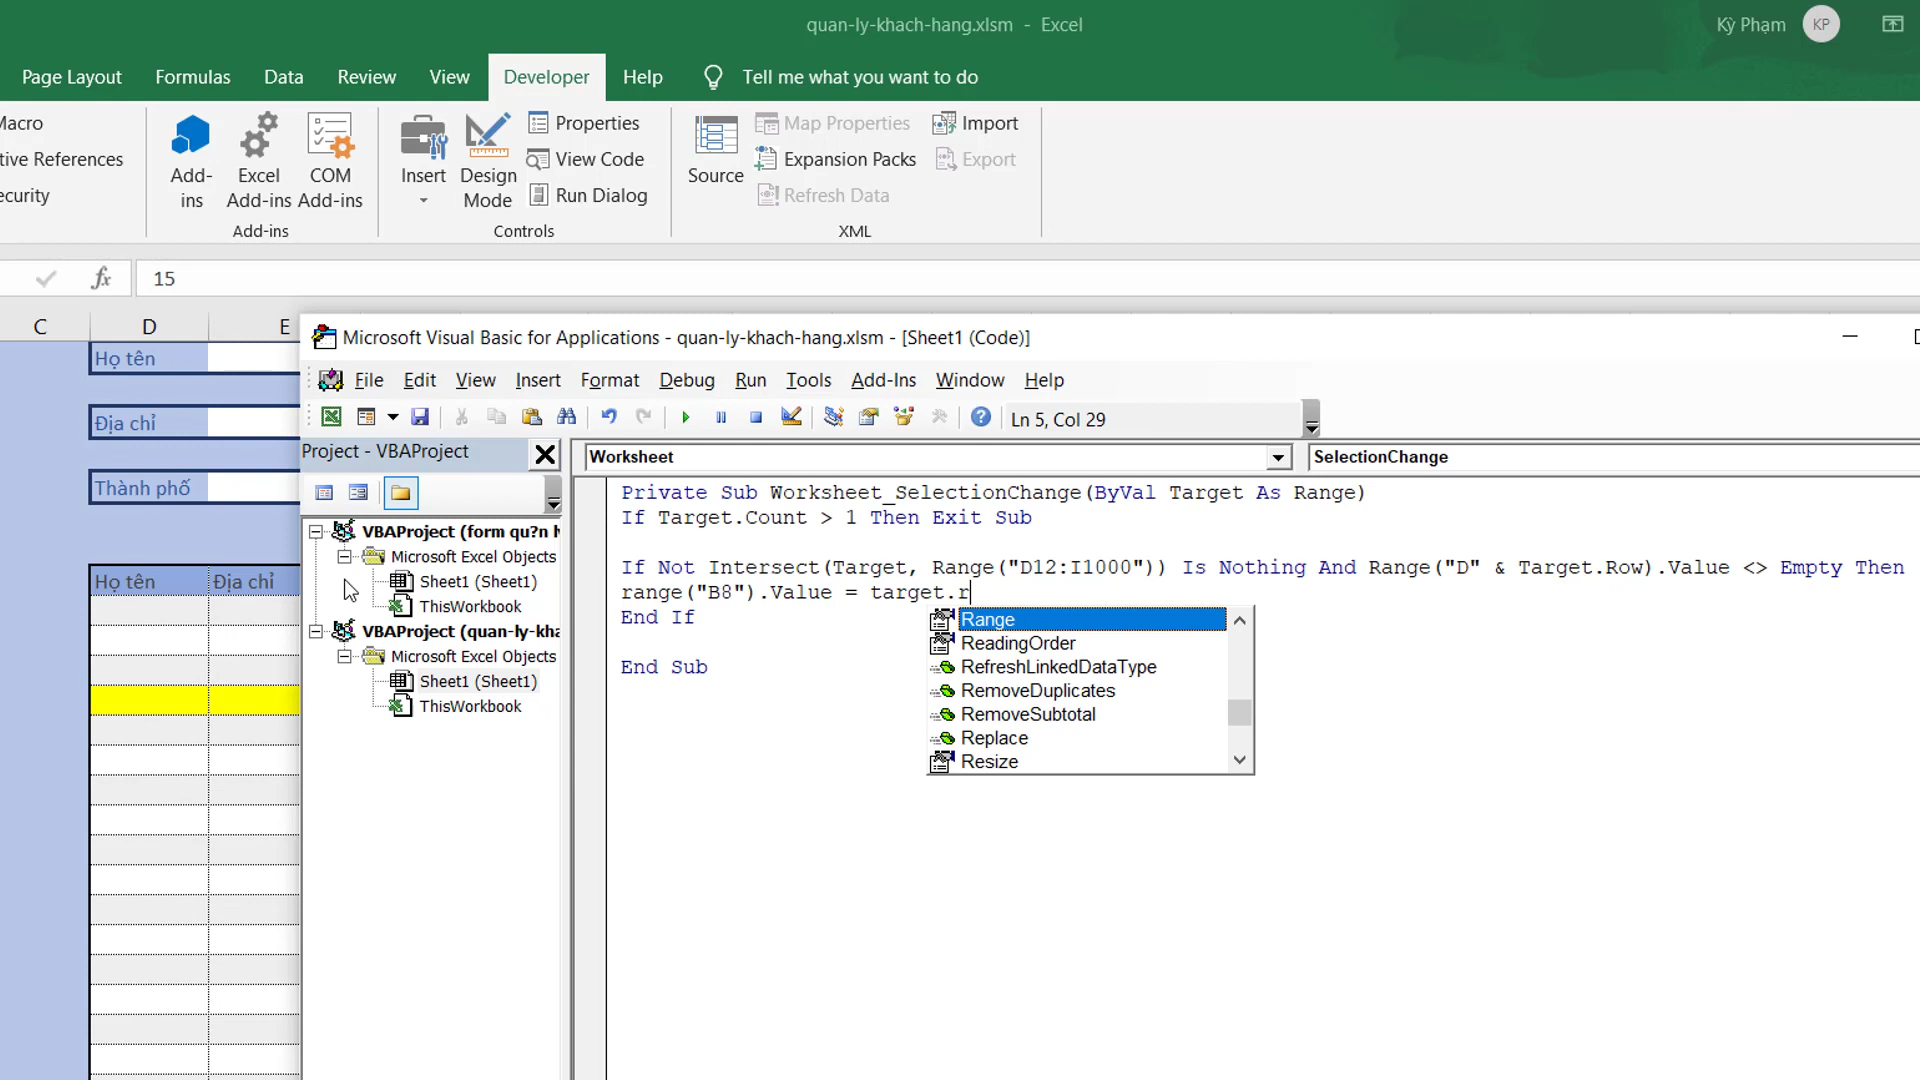 quan-ly-khach-hang.xlsm - Excel
Kỳ Phạm
KP
Page Layout
Formulas
Data
Review
View
Developer
Help
Tell me what you want to do
Macro
tive References
ecurity
Add-
ins
Excel
Add-ins
COM
Add-ins
Add-ins
Insert
Design
Mode
Properties
View Code
Run Dialog
Controls
Source
Map Properties
Expansion Packs
Refresh Data
Import
Export
XML
fx
15
C
D
E
Họ tên
Địa chỉ
Thành phố
Họ tên
Địa chỉ
Microsoft Visual Basic for Applications - quan-ly-khach-hang.xlsm - [Sheet1 (Code)]
File
Edit
View
Insert
Format
Debug
Run
Tools
Add-Ins
Window
Help
Ln 5, Col 29
Project - VBAProject
VBAProject (form qu?n h
Microsoft Excel Objects
Sheet1 (Sheet1)
ThisWorkbook
VBAProject (quan-ly-kha
Microsoft Excel Objects
Sheet1 (Sheet1)
ThisWorkbook
Worksheet
SelectionChange
Private Sub Worksheet_SelectionChange(ByVal Target As Range)
If Target.Count > 1 Then Exit Sub
If Not Intersect(Target, Range("D12:I1000")) Is Nothing And Range("D" & Target.Row).Value <> Empty Then
range("B8").Value = target.r
End If
End Sub
Range
ReadingOrder
RefreshLinkedDataType
RemoveDuplicates
RemoveSubtotal
Replace
Resize